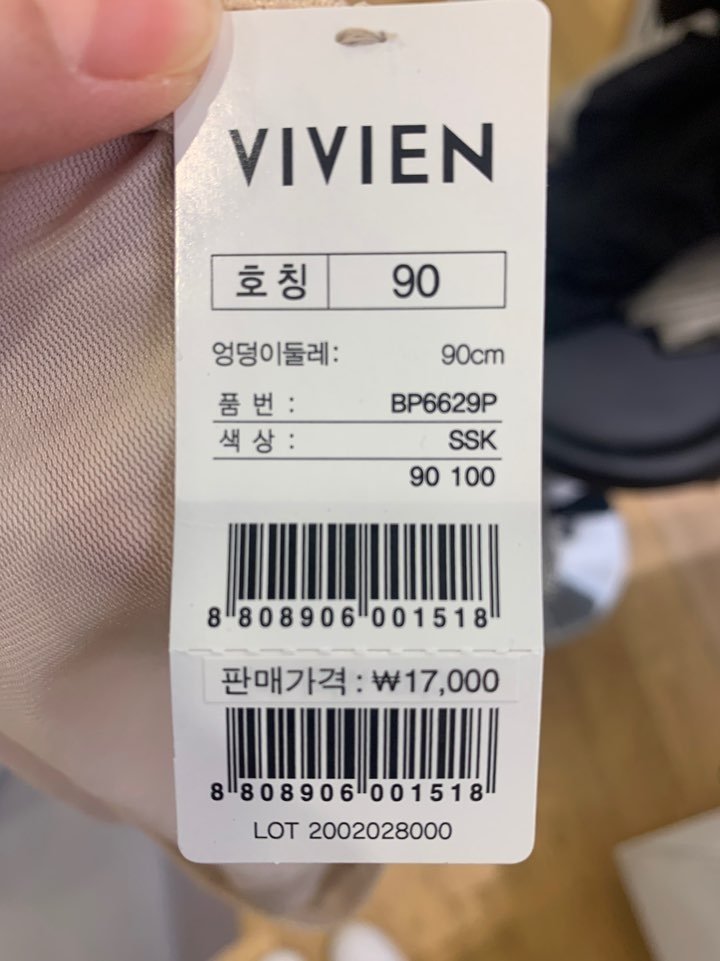 VIVIEN
호칭 90
엉덩이둘레: 90cm
품 번 : BP6629P
색 상 : SSK
90 100
8 808906 001518
판매가격 : ₩17,000
8 808906 001518
LOT 2002028000